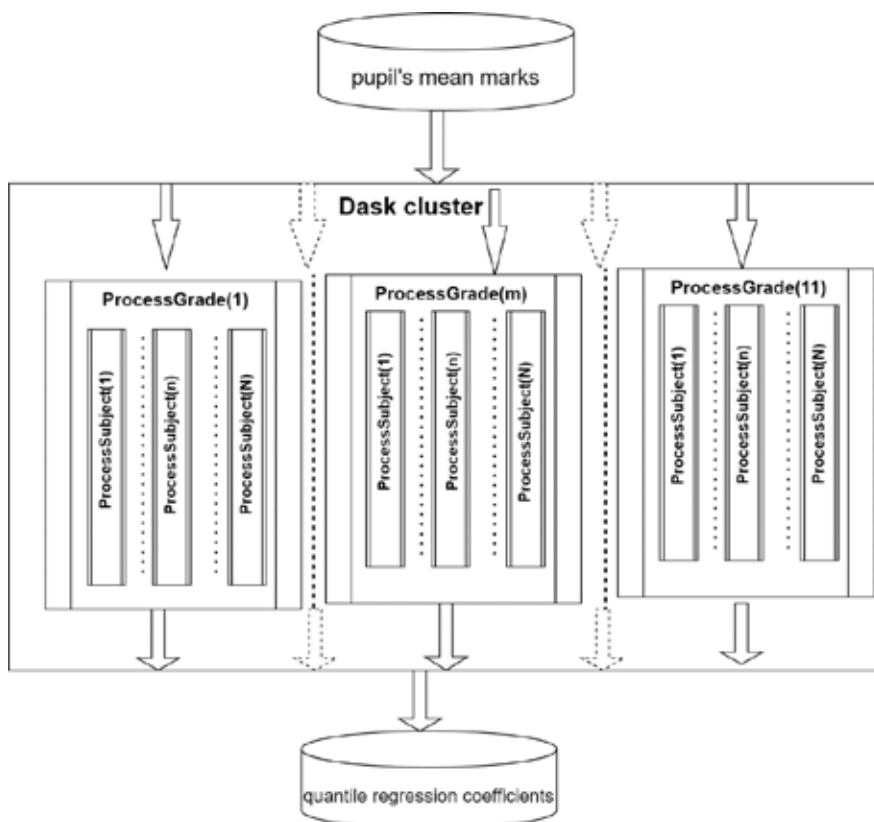 pupil's mean marks
Dask cluster
ProcessGrade(1)
ProcessSubject(1)
ProcessSubject(n)
ProcessSubject(N)
ProcessGrade(m)
ProcessSubject(1)
ProcessSubject(n)
ProcessSubject(N)
ProcessGrade(11)
ProcessSubject(1)
ProcessSubject(n)
ProcessSubject(N)
quantile regression coefficients